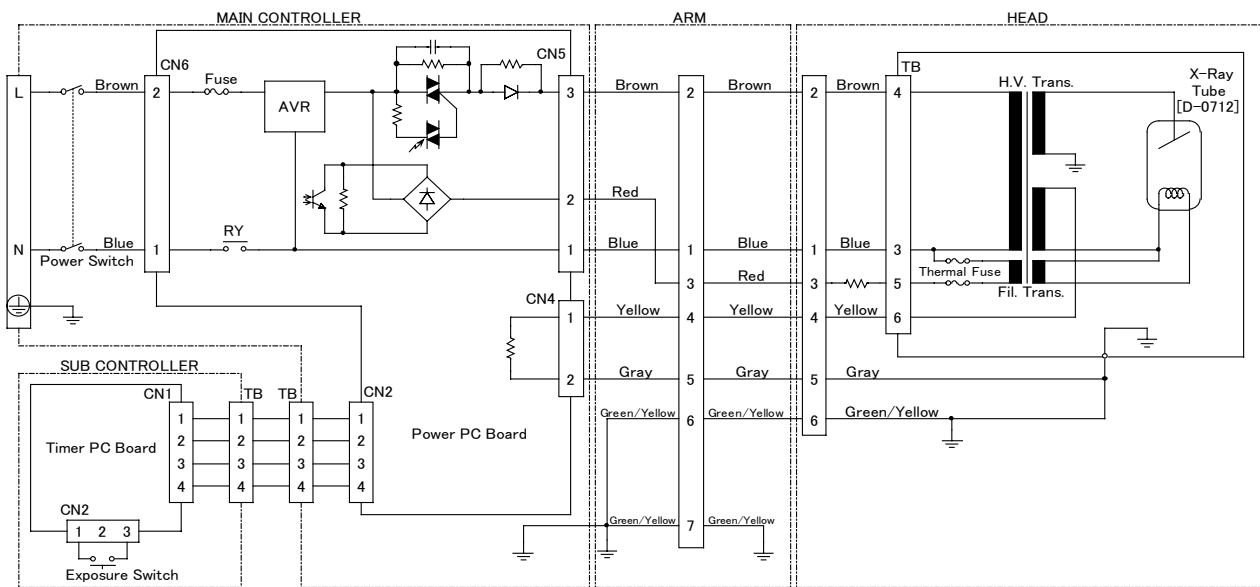 MAIN CONTROLLER
ARM
HEAD
L
Brown
CN6
2
Fuse
AVR
CN5
3
Brown
2
Brown
2
Brown
TB
4
H.V. Trans.
X-Ray
Tube
[D-0712]
2
Red
N
Power Switch
Blue
1
RY
1
Blue
1
Blue
1
Blue
3
3
Red
3
Thermal Fuse
5
Fil. Trans.
CN4
1
Yellow
4
Yellow
4
Yellow
6
2
Gray
5
Gray
5
Gray
Green/Yellow
6
Green/Yellow
6
Green/Yellow
Green/Yellow
7
Green/Yellow
SUB CONTROLLER
CN1
TB
TB
CN2
Timer PC Board
1
2
3
4
1
2
3
4
1
2
3
4
1
2
3
4
Power PC Board
CN2
1 2 3
Exposure Switch